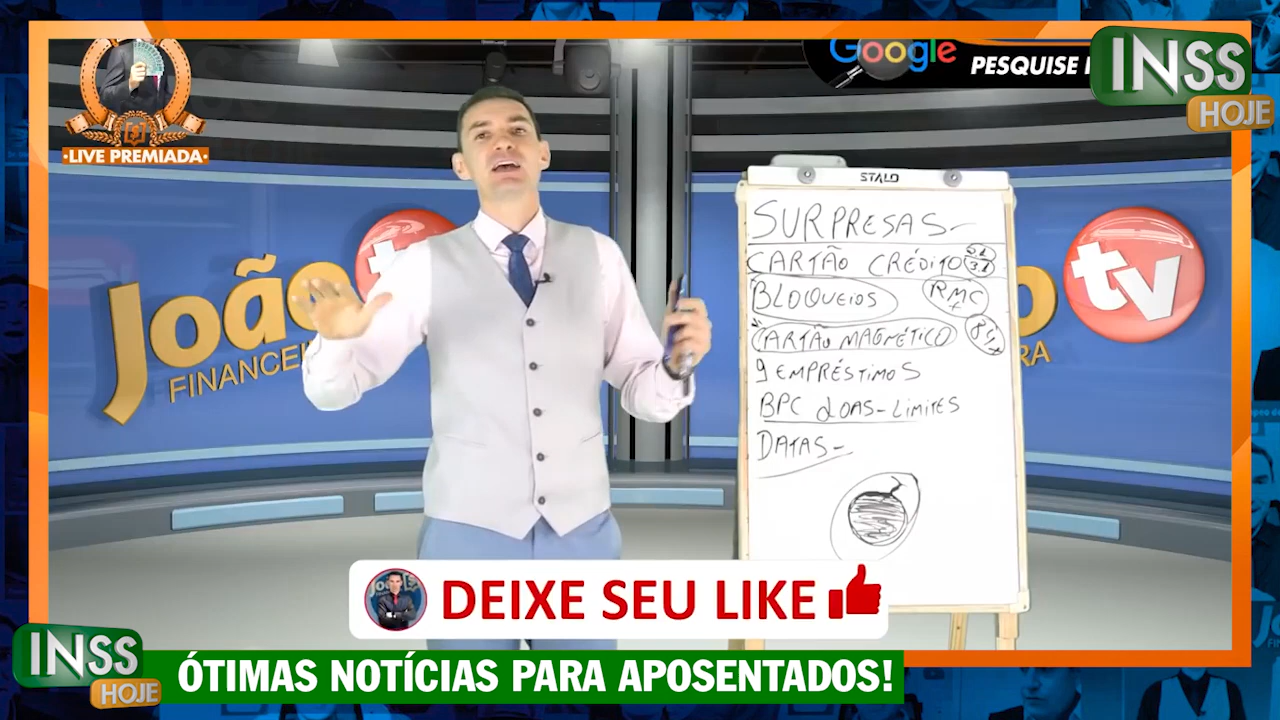 LIVE PREMIADA
Google
PESQUISE
INSS
HOJE
STALO
SURPRESAS-
CARTÃO CRÉDITO
BLOQUEIOS RMC
CARTÃO MAGNÉTICO
9 EMPRÉSTIMOS
BPC LOAS-LIMITES
DATAS-
João tv
FINANCEI
tv
RA
DEIXE SEU LIKE
INSS
HOJE
ÓTIMAS NOTÍCIAS PARA APOSENTADOS!